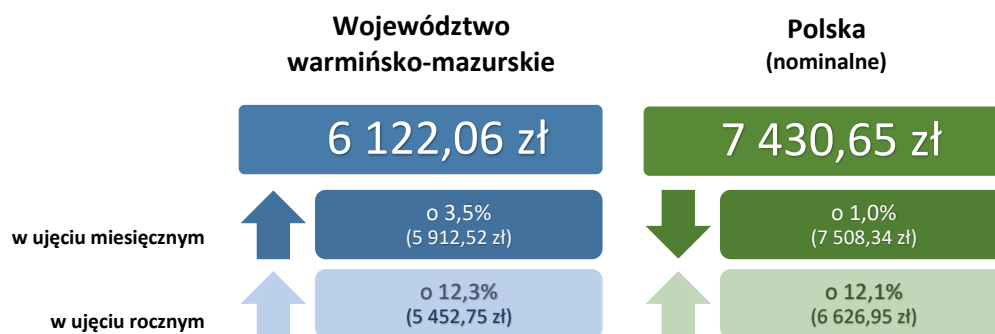 Województwo
warmińsko-mazurskie
Polska
(nominalne)
6 122,06 zł
7 430,65 zł
w ujęciu miesięcznym
o 3,5%
(5 912,52 zł)
o 1,0%
(7 508,34 zł)
w ujęciu rocznym
o 12,3%
(5 452,75 zł)
o 12,1%
(6 626,95 zł)